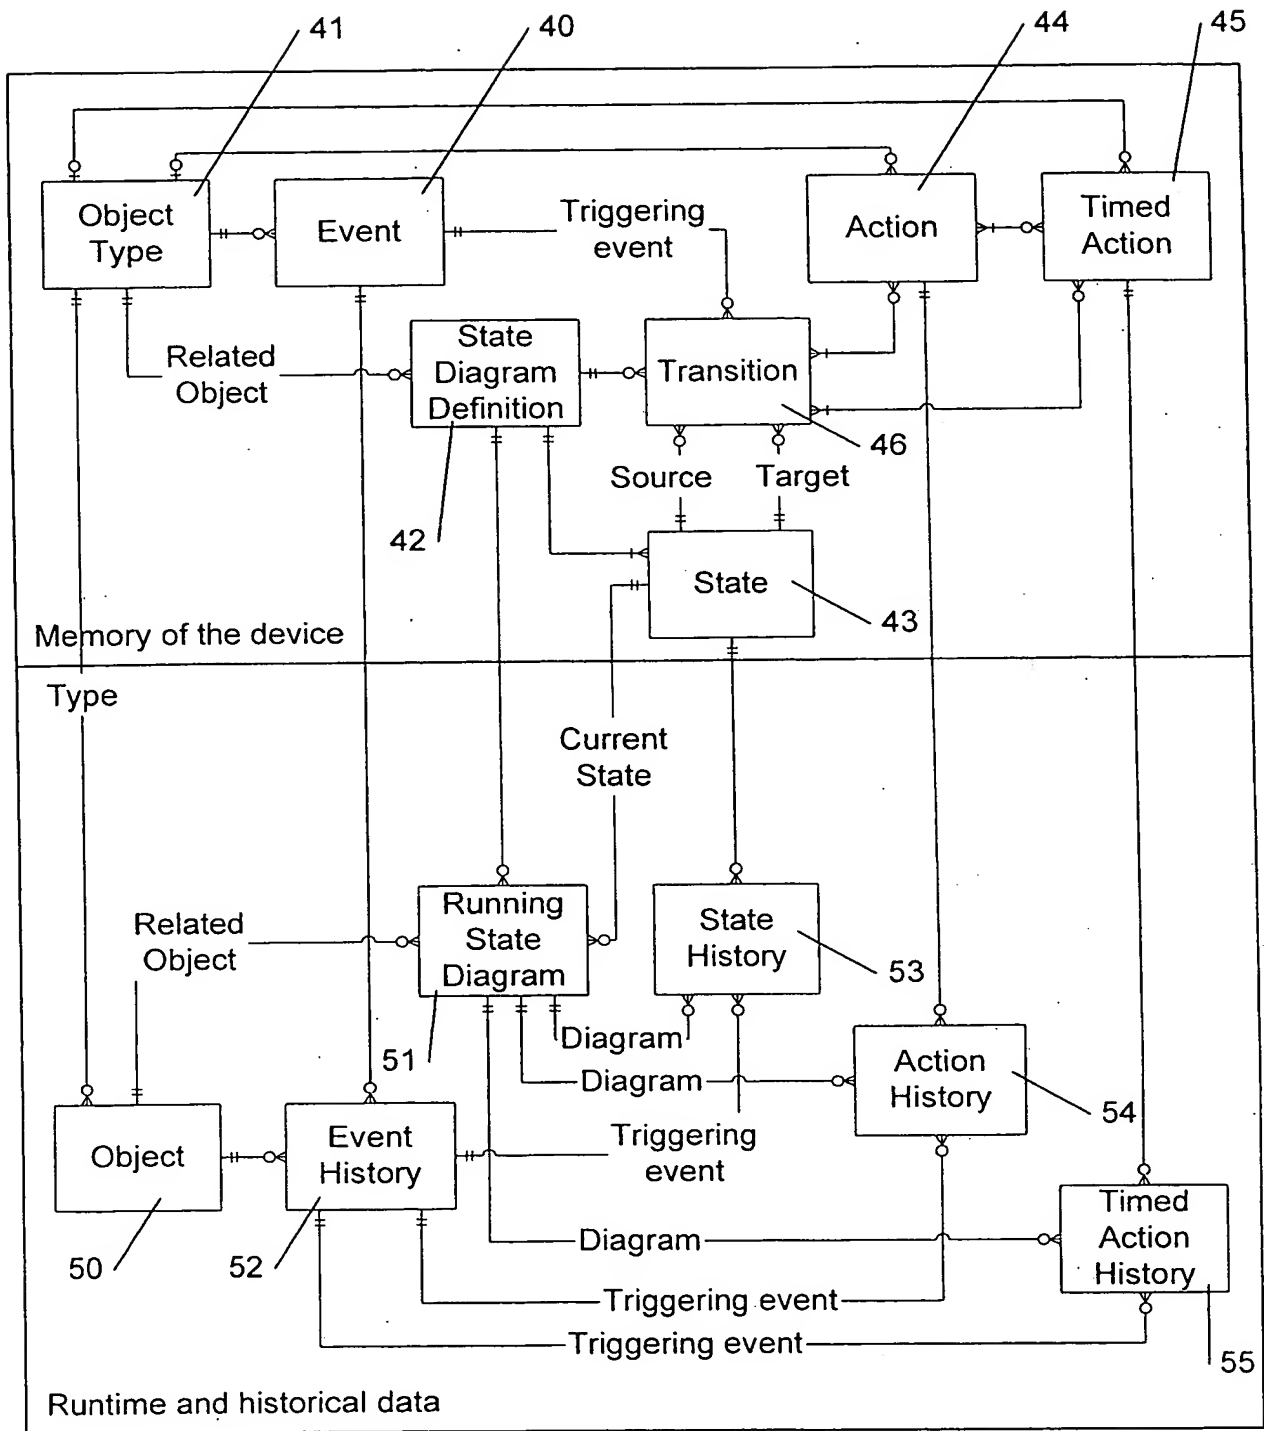 41
40
44
45
Object
Type
Event
Triggering
event
Action
Timed
Action
Related
Object
State
Diagram
Definition
Transition
46
Source
Target
42
State
43
Memory of the device
Type
Current
State
Related
Object
Running
State
Diagram
State
History
53
51
Diagram
Diagram
Action
History
54
Object
Event
History
Triggering
event
50
52
Diagram
Timed
Action
History
Triggering event
Triggering event
55
Runtime and historical data